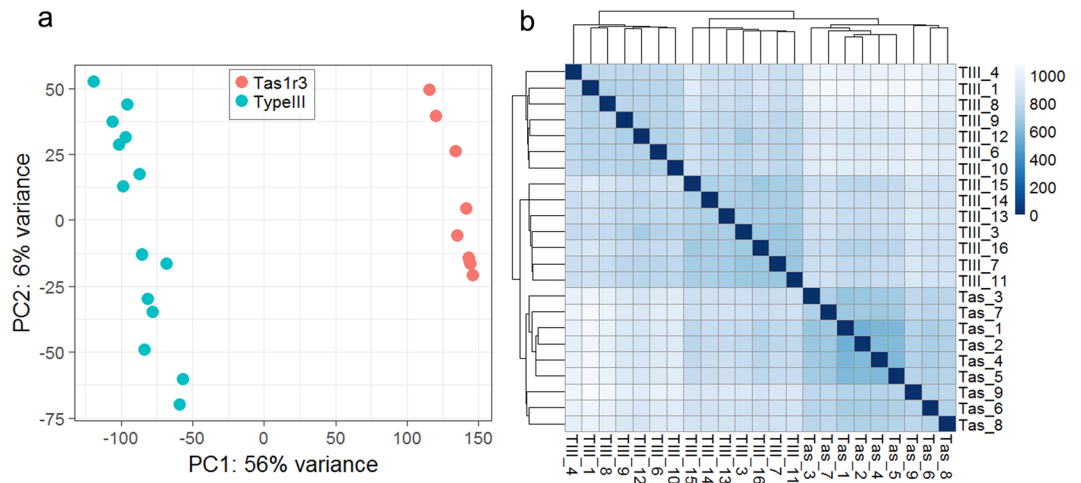 a
Tas1r3
TypeIII
50
25
0
-25
-50
-75
PC2: 6% variance
-100
-50
0
50
100
150
PC1: 56% variance
b
TIII_4
TIII_1
TIII_8
TIII_9
TIII_12
TIII_6
TIII_10
TIII_15
TIII_14
TIII_13
TIII_3
TIII_16
TIII_7
TIII_11
Tas_3
Tas_7
Tas_1
Tas_2
Tas_4
Tas_5
Tas_9
Tas_6
Tas_8
1000
800
600
400
200
0
TIII_4
TIII_1
TIII_8
TIII_9
TIII_12
TIII_6
TIII_10
TIII_15
TIII_14
TIII_13
TIII_3
TIII_16
TIII_7
TIII_11
Tas_3
Tas_7
Tas_1
Tas_2
Tas_4
Tas_5
Tas_9
Tas_6
Tas_8